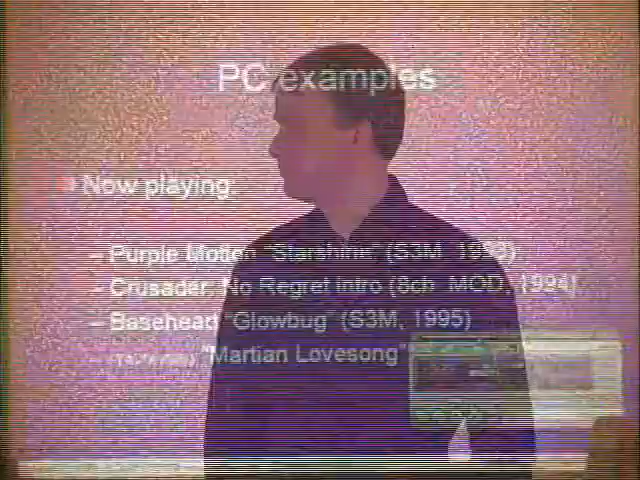 PC examples
Now playing:
– Purple Motion "Starshine" (S3M, 1993)
– Crusader: No Regret intro (8ch .MOD, 1994)
– Basehead "Glowbug" (S3M, 1995)
– "Martian Lovesong"